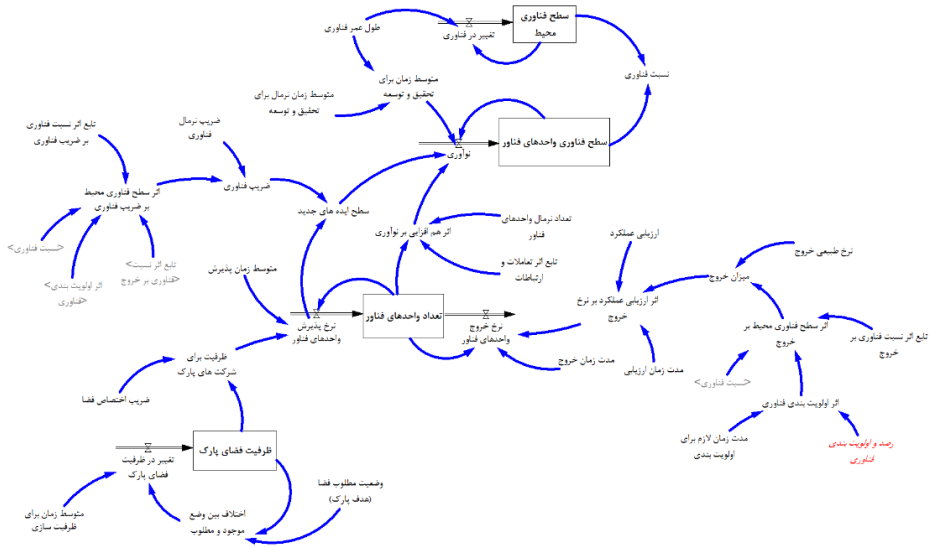 سطح فناوری
محیط
طول عمر فناوری
تغییر در فناوری
نسبت فناوری
متوسط زمان برای
تحقیق و توسعه
متوسط زمان نرمال برای
تحقیق و توسعه
سطح فناوری واحدهای فناور
نوآوری
تابع اثر نسبت فناوری
بر ضریب فناوری
ضریب نرمال
فناوری
اثر سطح فناوری محیط
بر ضریب فناوری
ضریب فناوری
سطح ایده های جدید
<نسبت فناوری>
<اثر اولویت بندی
فناوری>
<تابع اثر نسبت
فناوری بر خروج>
اثر هم افزایی بر نوآوری
تعداد نرمال واحدهای
فناور
تابع اثر تعاملات و
ارتباطات
متوسط زمان پذیرش
نرخ پذیرش
واحدهای فناور
تعداد واحدهای فناور
نرخ خروج
واحدهای فناور
ارزیابی عملکرد
نرخ طبیعی خروج
میزان خروج
اثر ارزیابی عملکرد بر نرخ
خروج
اثر سطح فناوری محیط بر
خروج
تابع اثر نسبت فناوری بر
خروج
مدت زمان خروج
مدت زمان ارزیابی
<نسبت فناوری>
اثر اولویت بندی فناوری
مدت زمان لازم برای
اولویت بندی
رصد و اولویت بندی
فناوری
ظرفیت برای
شرکت های پارک
ضریب اختصاص فضا
ظرفیت فضای پارک
تغییر در ظرفیت
فضای پارک
متوسط زمان برای
ظرفیت سازی
اختلاف بین وضع
موجود و مطلوب
وضعیت مطلوب فضا
(هدف پارک)